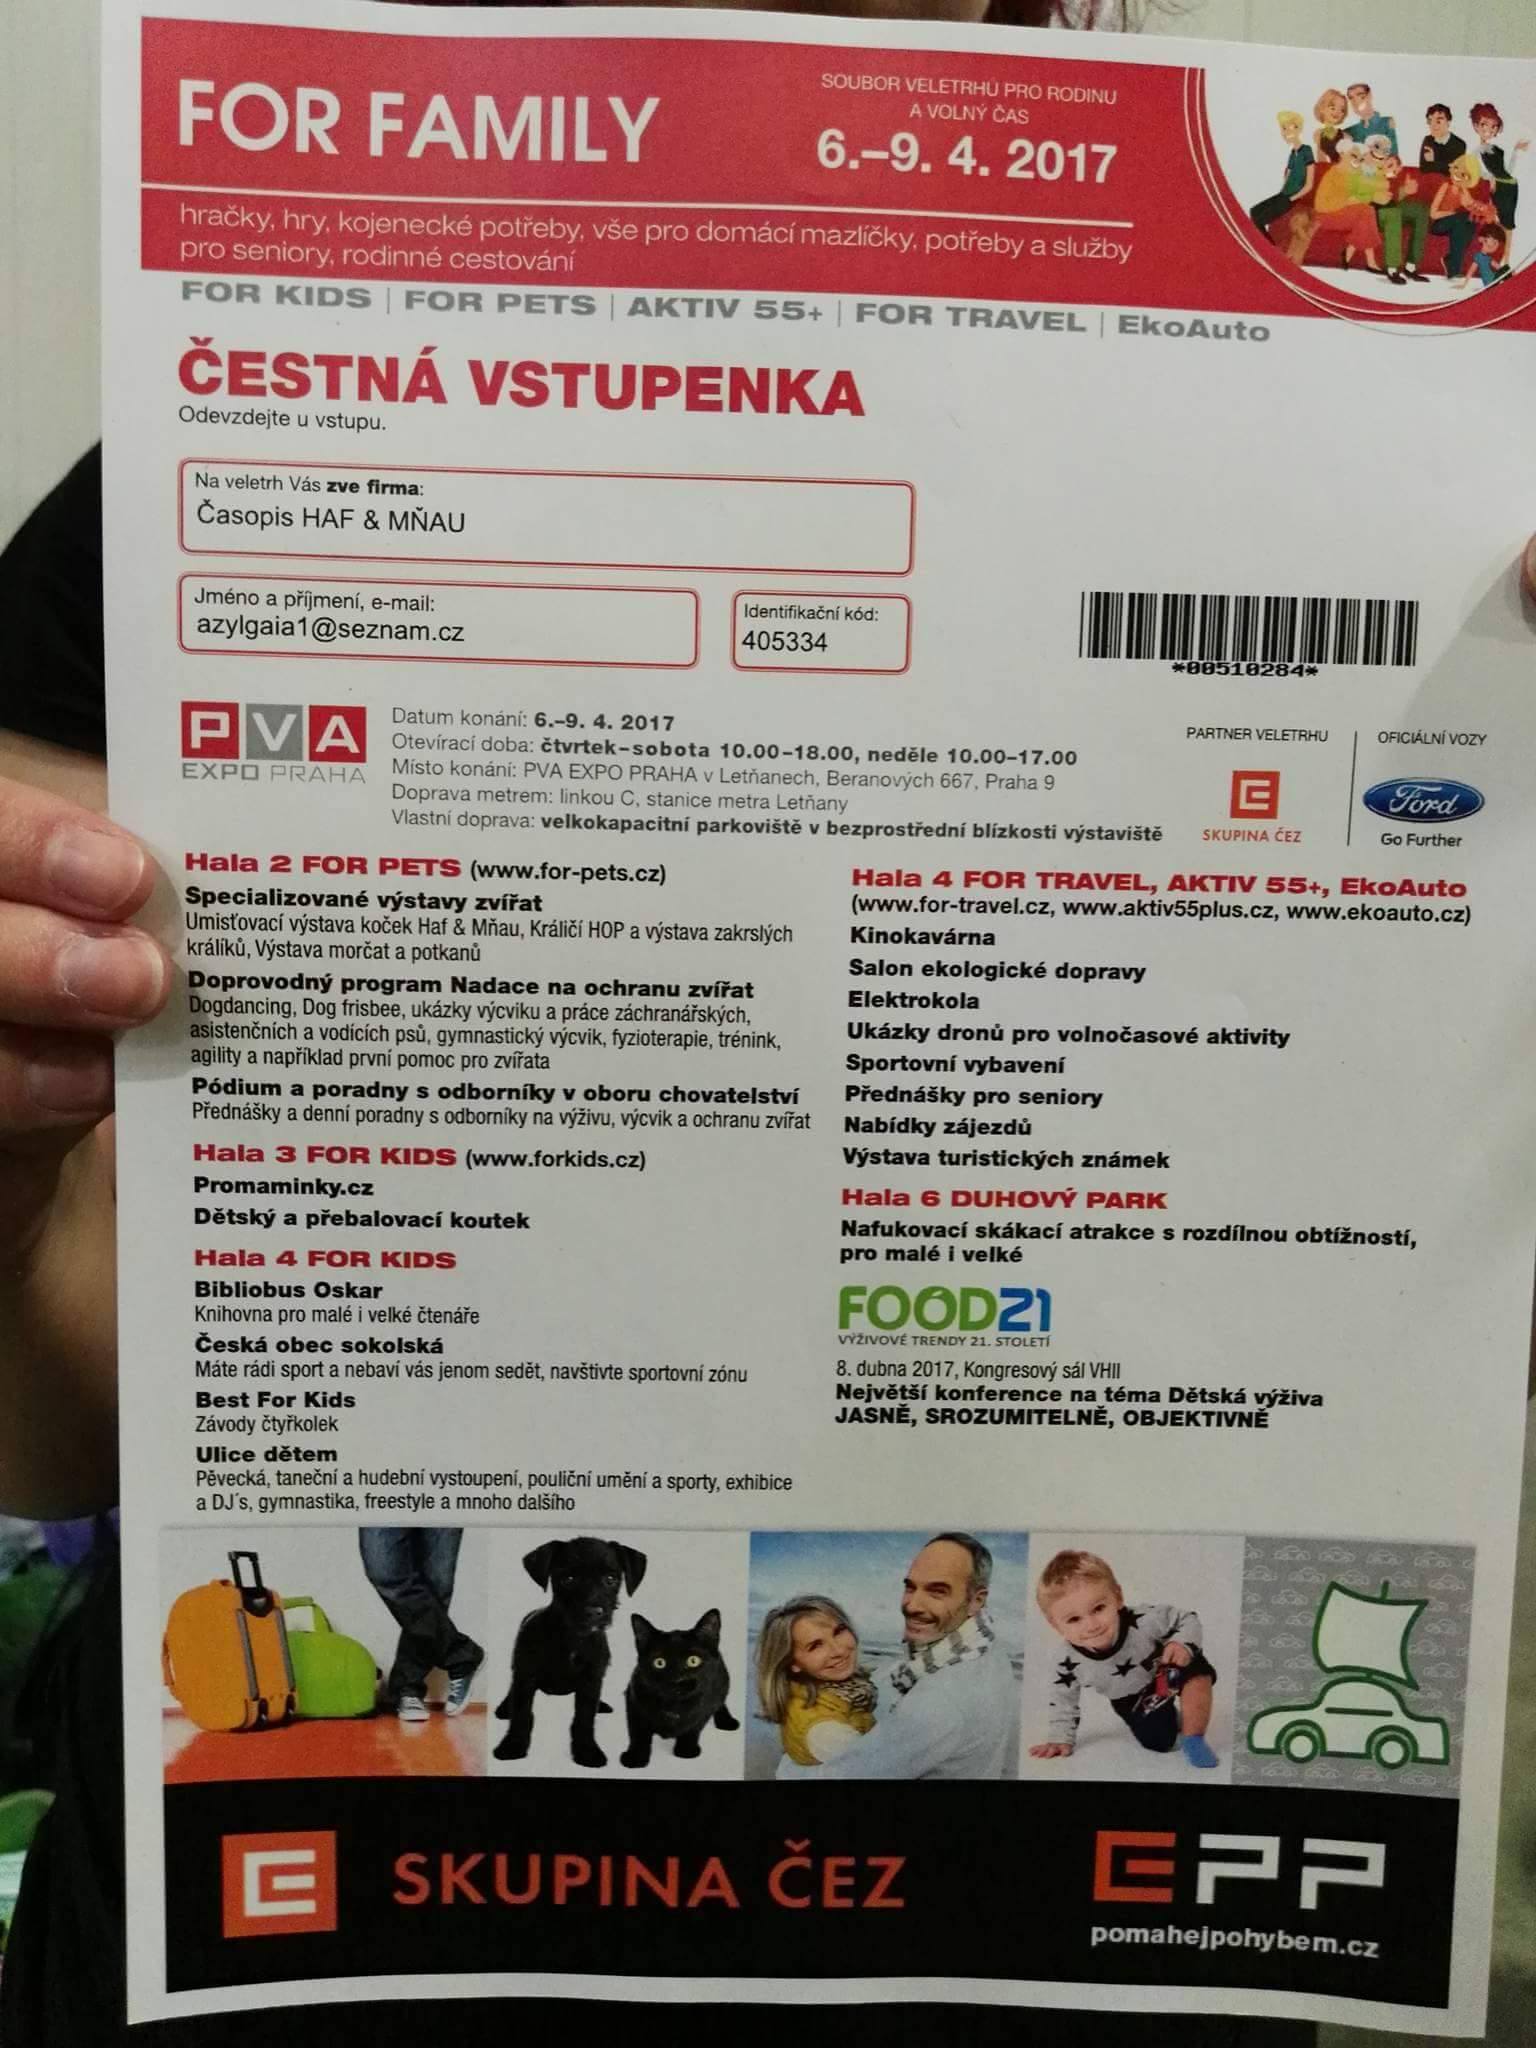 FOR FAMILY
SOUBOR VELETRHŮ PRO RODINU
A VOLNÝ ČAS
6.–9. 4. 2017
hračky, hry, kojenecké potřeby, vše pro domácí mazlíčky, potřeby a služby
pro seniory, rodinné cestování
FOR KIDS | FOR PETS | AKTIV 55+ | FOR TRAVEL | EkoAuto
ČESTNÁ VSTUPENKA
Odevzdejte u vstupu.
Na veletrh Vás zve firma:
Časopis HAF & MŇAU
Jméno a příjmení, e-mail:
azylgaia1@seznam.cz
Identifikační kód:
405334
*00510284*
PVA
EXPO PRAHA
Datum konání: 6.–9. 4. 2017
Otevírací doba: čtvrtek–sobota 10.00–18.00, neděle 10.00–17.00
Místo konání: PVA EXPO PRAHA v Letňanech, Beranových 667, Praha 9
Doprava metrem: linkou C, stanice metra Letňany
Vlastní doprava: velkokapacitní parkoviště v bezprostřední blízkosti výstaviště
PARTNER VELETRHU
SKUPINA ČEZ
OFICIÁLNÍ VOZY
Ford
Go Further
Hala 2 FOR PETS (www.for-pets.cz)
Specializované výstavy zvířat
Umisťovací výstava koček Haf & Mňau, Králičí HOP a výstava zakrslých
králíků, Výstava morčat a potkanů
Doprovodný program Nadace na ochranu zvířat
Dogdancing, Dog frisbee, ukázky výcviku a práce záchranářských,
asistenčních a vodících psů, gymnastický výcvik, fyzioterapie, trénink,
agility a například první pomoc pro zvířata
Pódium a poradny s odborníky v oboru chovatelství
Přednášky a denní poradny s odborníky na výživu, výcvik a ochranu zvířat
Hala 3 FOR KIDS (www.forkids.cz)
Promaminky.cz
Dětský a přebalovací koutek
Hala 4 FOR KIDS
Bibliobus Oskar
Knihovna pro malé i velké čtenáře
Česká obec sokolská
Máte rádi sport a nebaví vás jenom sedět, navštivte sportovní zónu
Best For Kids
Závody čtyřkolek
Ulice dětem
Pěvecká, taneční a hudební vystoupení, pouliční umění a sporty, exhibice
a DJ´s, gymnastika, freestyle a mnoho dalšího
Hala 4 FOR TRAVEL, AKTIV 55+, EkoAuto
(www.for-travel.cz, www.aktiv55plus.cz, www.ekoauto.cz)
Kinokavárna
Salon ekologické dopravy
Elektrokola
Ukázky dronů pro volnočasové aktivity
Sportovní vybavení
Přednášky pro seniory
Nabídky zájezdů
Výstava turistických známek
Hala 6 DUHOVÝ PARK
Nafukovací skákací atrakce s rozdílnou obtížností,
pro malé i velké
FOOD21
VÝŽIVOVÉ TRENDY 21. STOLETÍ
8. dubna 2017, Kongresový sál VHII
Největší konference na téma Dětská výživa
JASNĚ, SROZUMITELNĚ, OBJEKTIVNĚ
SKUPINA ČEZ
EPP
pomahejpohybem.cz